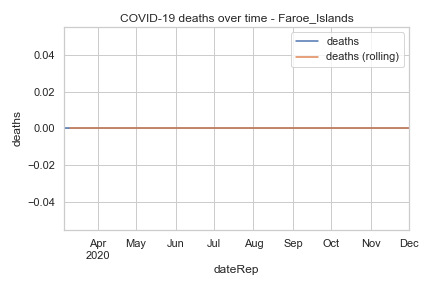 COVID-19 deaths over time - Faroe_Islands
deaths
deaths (rolling)
0.04
0.02
0.00
−0.02
−0.04
deaths
Apr
2020
May
Jun
Jul
Aug
Sep
Oct
Nov
Dec
dateRep